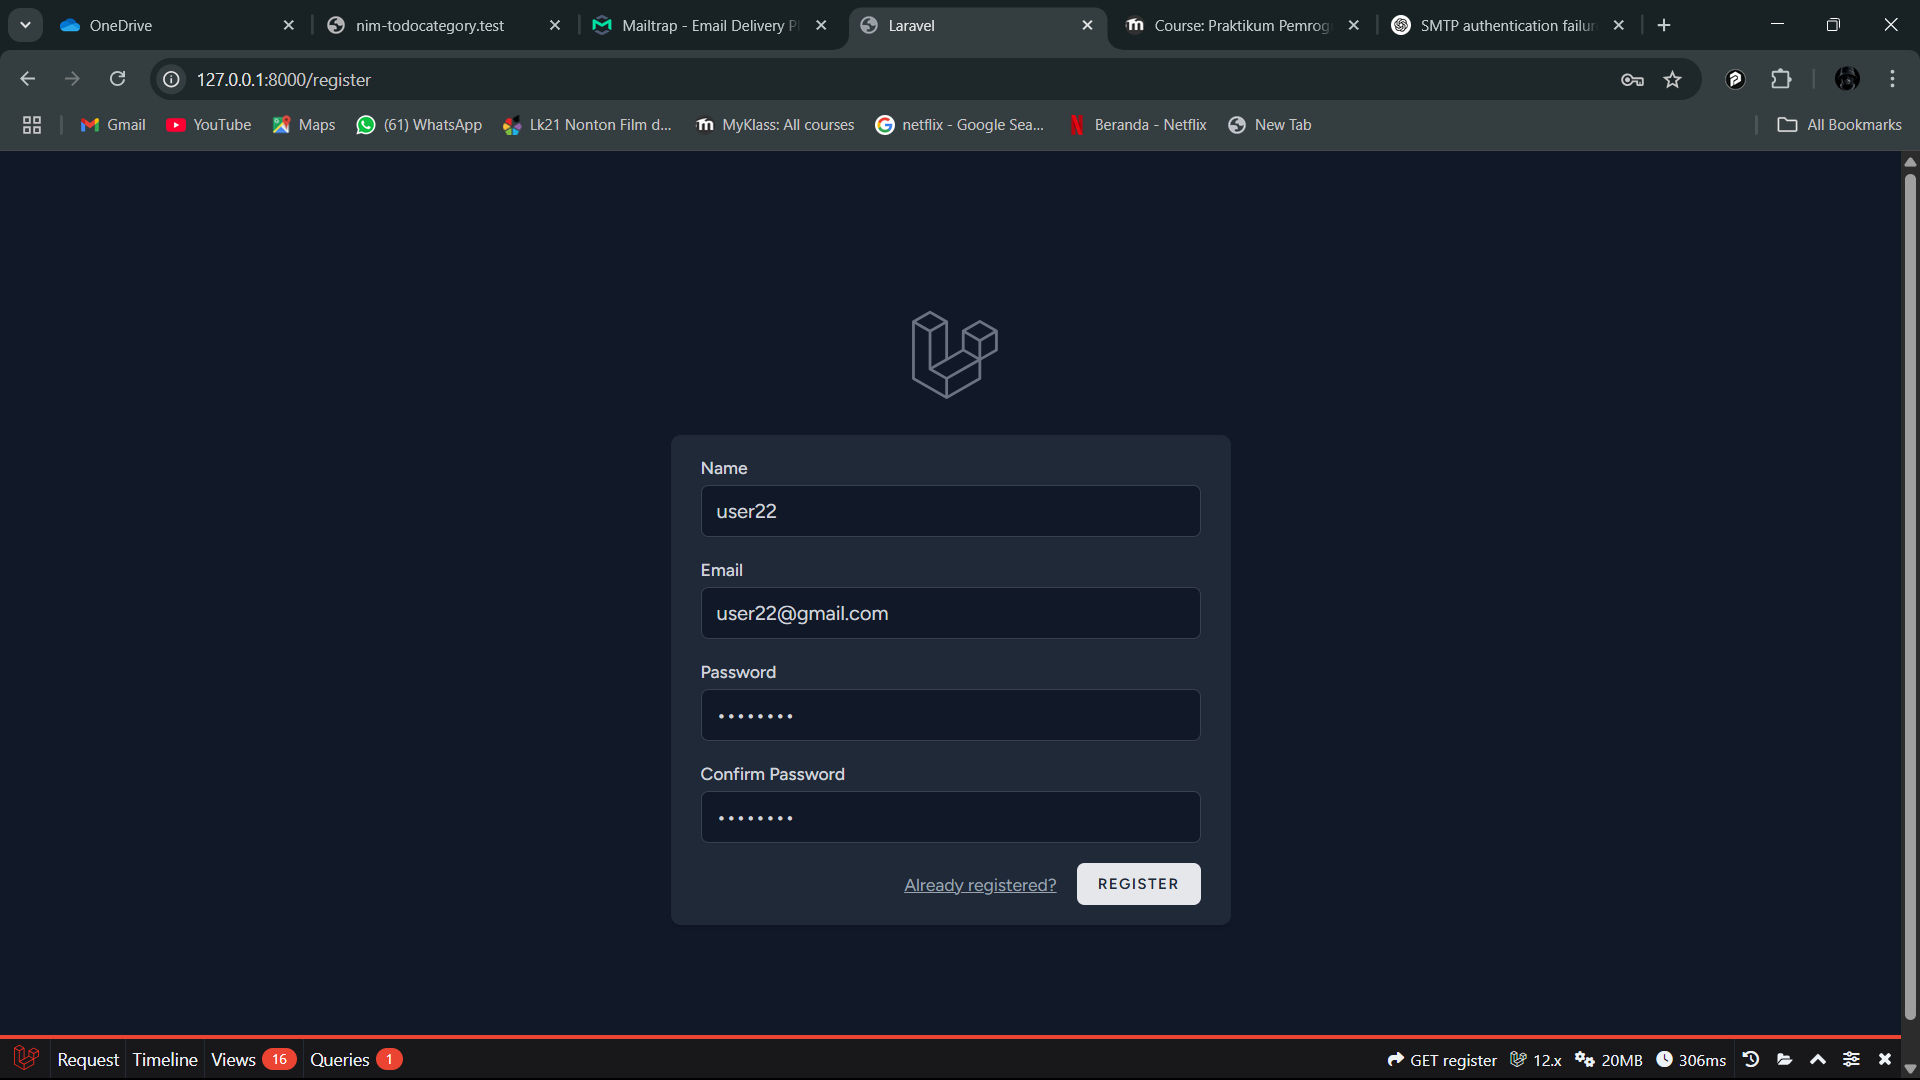 OneDrive
nim-todocategory.test
Mailtrap - Email Delivery Pl
Laravel
Course: Praktikum Pemrog
SMTP authentication failur
127.0.0.1:8000/register
Gmail
YouTube
Maps
(61) WhatsApp
Lk21 Nonton Film d...
MyKlass: All courses
netflix - Google Sea...
Beranda - Netflix
New Tab
All Bookmarks
Name
user22
Email
user22@gmail.com
Password
••••••••
Confirm Password
••••••••
Already registered?
REGISTER
Request
Timeline
Views 16
Queries 1
GET register
12.x
20MB
306ms